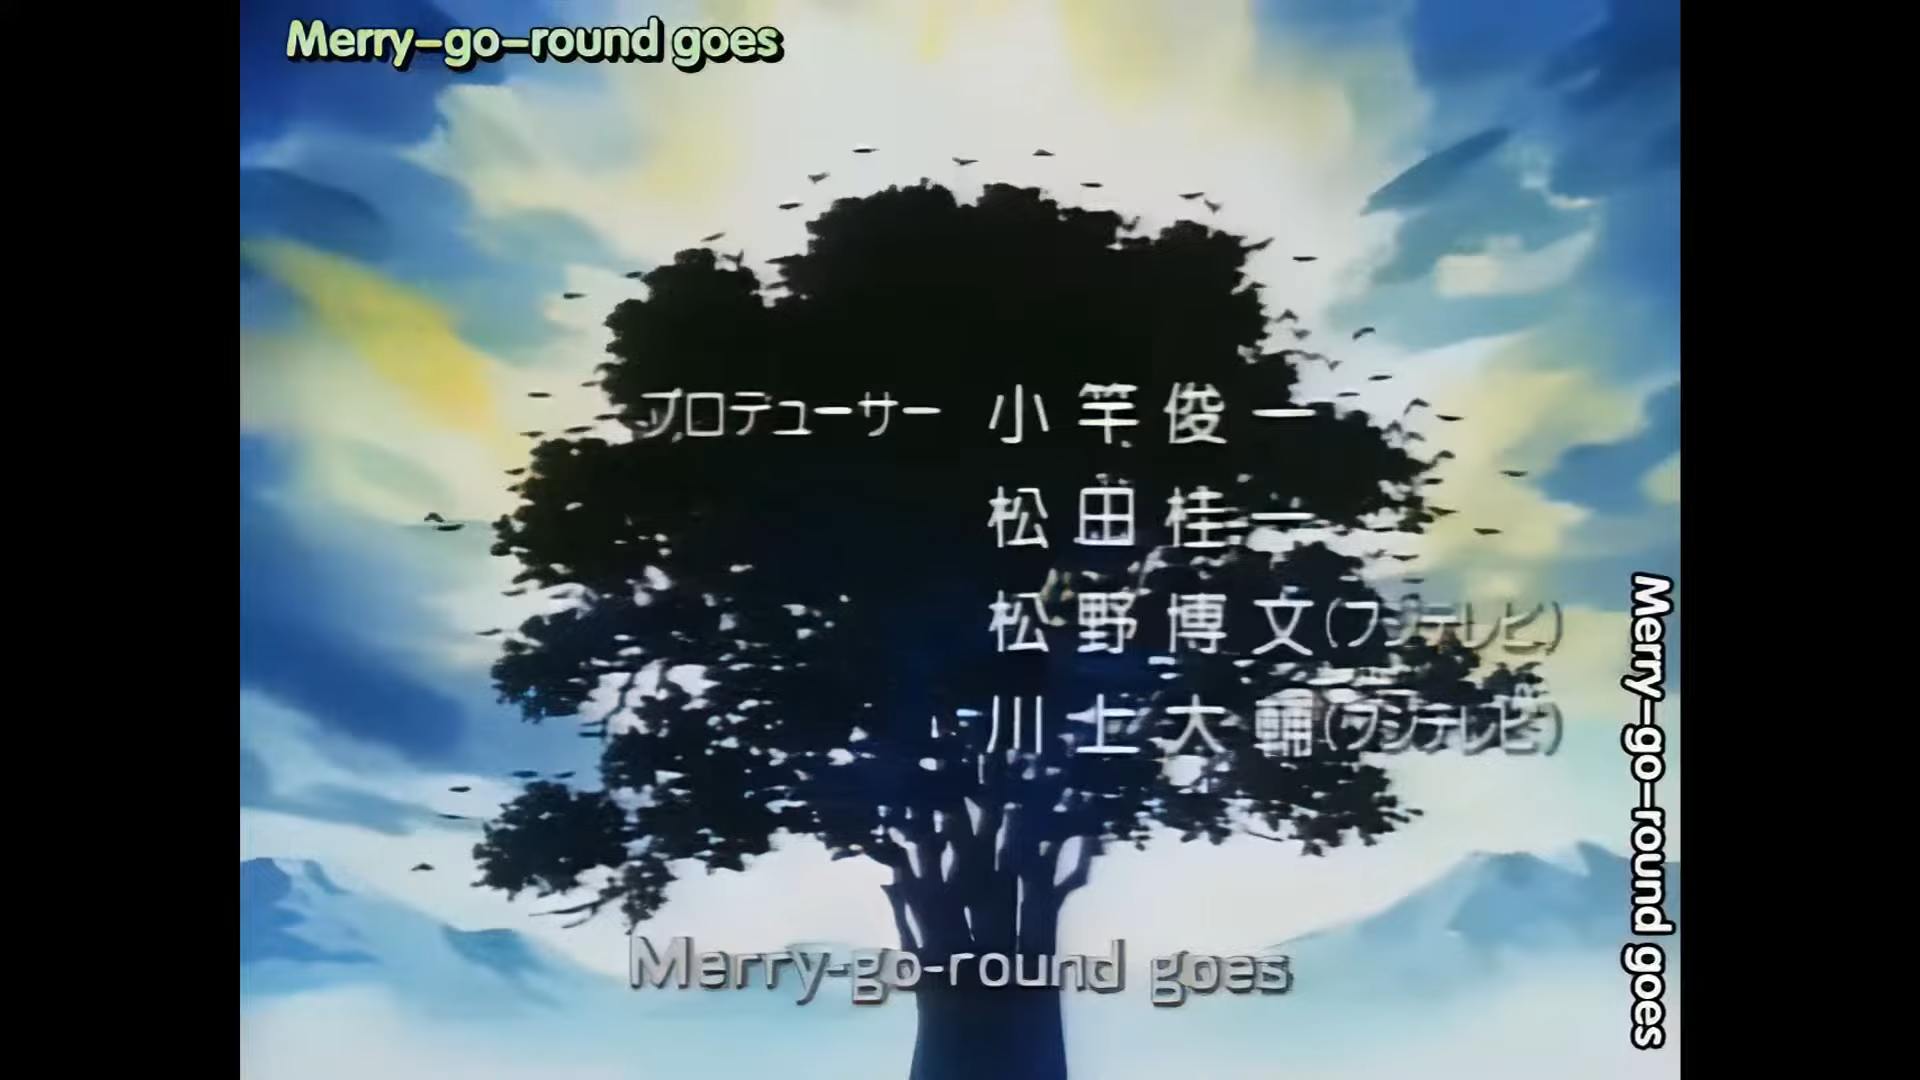 Merry-go-round goes
プロデューサー 小竿俊一
松田桂一
松野博文(フジテレビ)
川上大輔(フジテレビ)
Merry-go-round goes
Merry-go-round goes